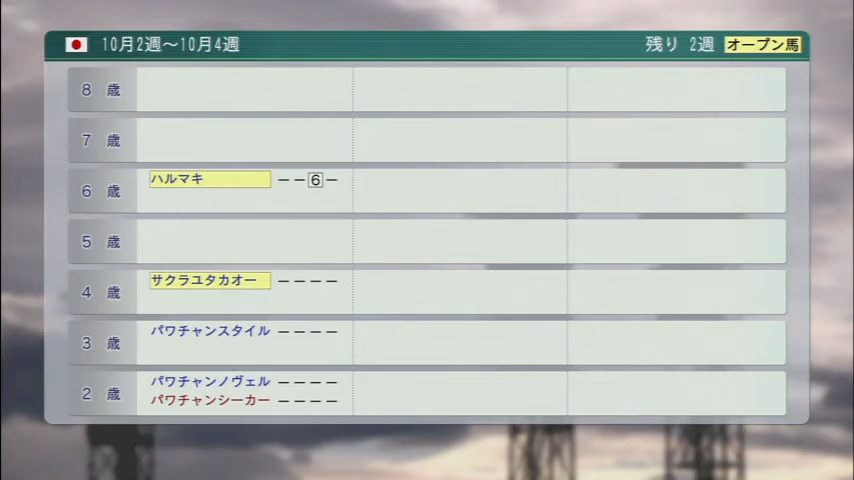 10月2週～10月4週 残り 2週 オープン馬
8 歳
7 歳
6 歳 ハルマキ －－6－
5 歳
4 歳 サクラユタカオー －－－－
3 歳 パワチャンスタイル －－－－
2 歳 パワチャンノヴェル －－－－
パワチャンシーカー －－－－